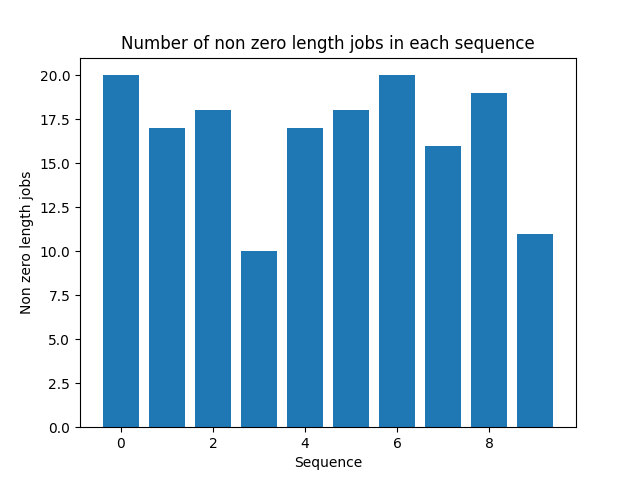 Number of non zero length jobs in each sequence
20.0
17.5
15.0
12.5
10.0
7.5
5.0
2.5
0.0
Non zero length jobs
0 2 4 6 8
Sequence